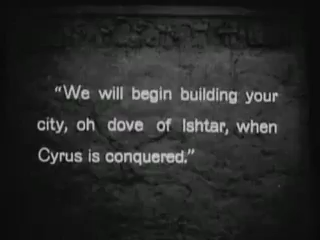 "We will begin building your
city, oh dove of Ishtar, when
Cyrus is conquered."